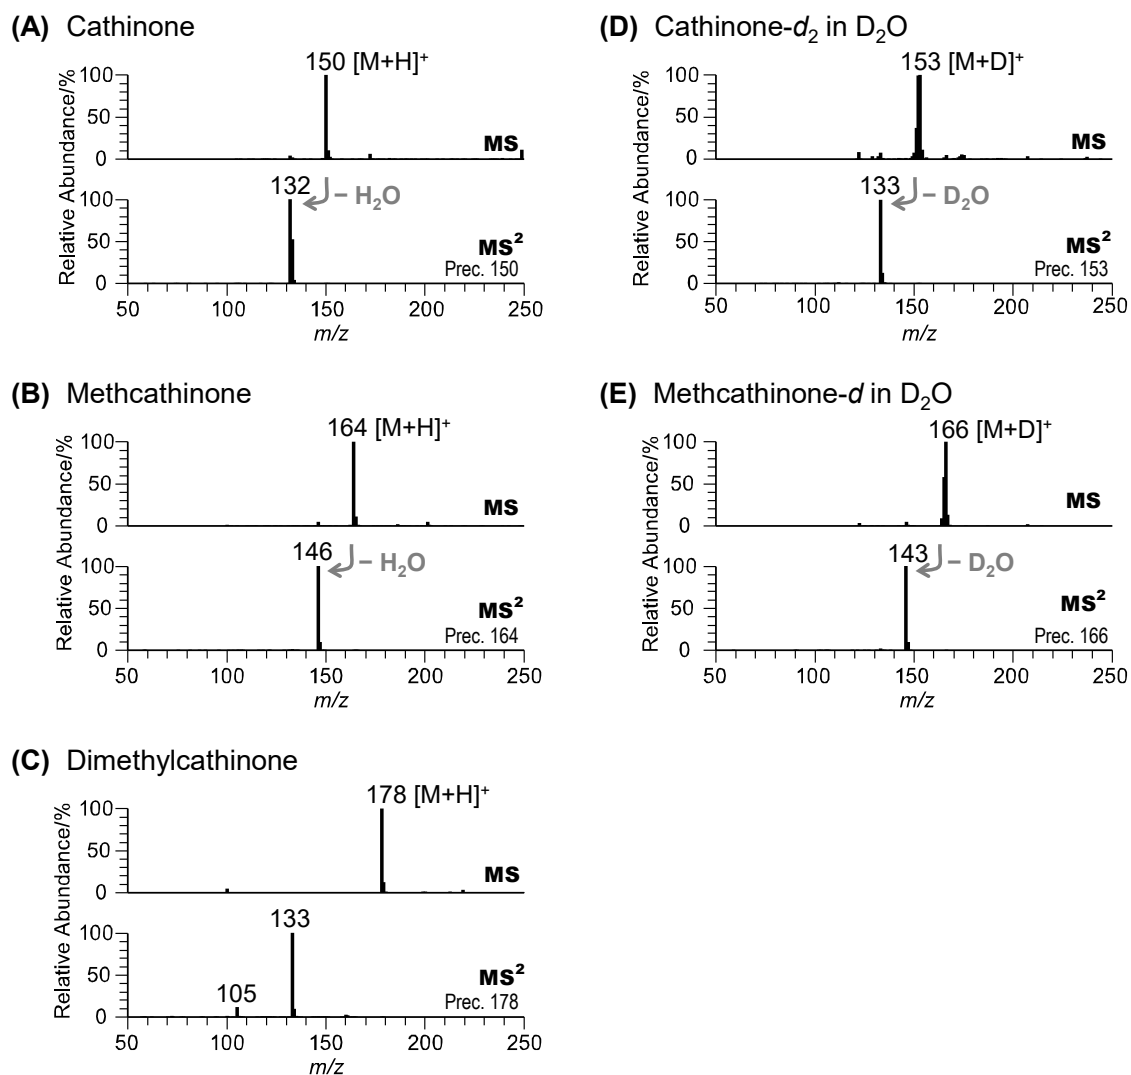 (A) Cathinone
150 [M+H]⁺
100
50
0
Relative Abundance/%
MS
132
– H₂O
100
50
0
MS²
Prec. 150
50 100 150 200 250
m/z
(B) Methcathinone
164 [M+H]⁺
100
50
0
Relative Abundance/%
MS
146
– H₂O
100
50
0
MS²
Prec. 164
50 100 150 200 250
m/z
(C) Dimethylcathinone
178 [M+H]⁺
100
50
0
Relative Abundance/%
MS
133
100
50
0
105
MS²
Prec. 178
50 100 150 200 250
m/z
(D) Cathinone-d₂ in D₂O
153 [M+D]⁺
100
50
0
Relative Abundance/%
MS
133
– D₂O
100
50
0
MS²
Prec. 153
50 100 150 200 250
m/z
(E) Methcathinone-d in D₂O
166 [M+D]⁺
100
50
0
Relative Abundance/%
MS
143
– D₂O
100
50
0
MS²
Prec. 166
50 100 150 200 250
m/z